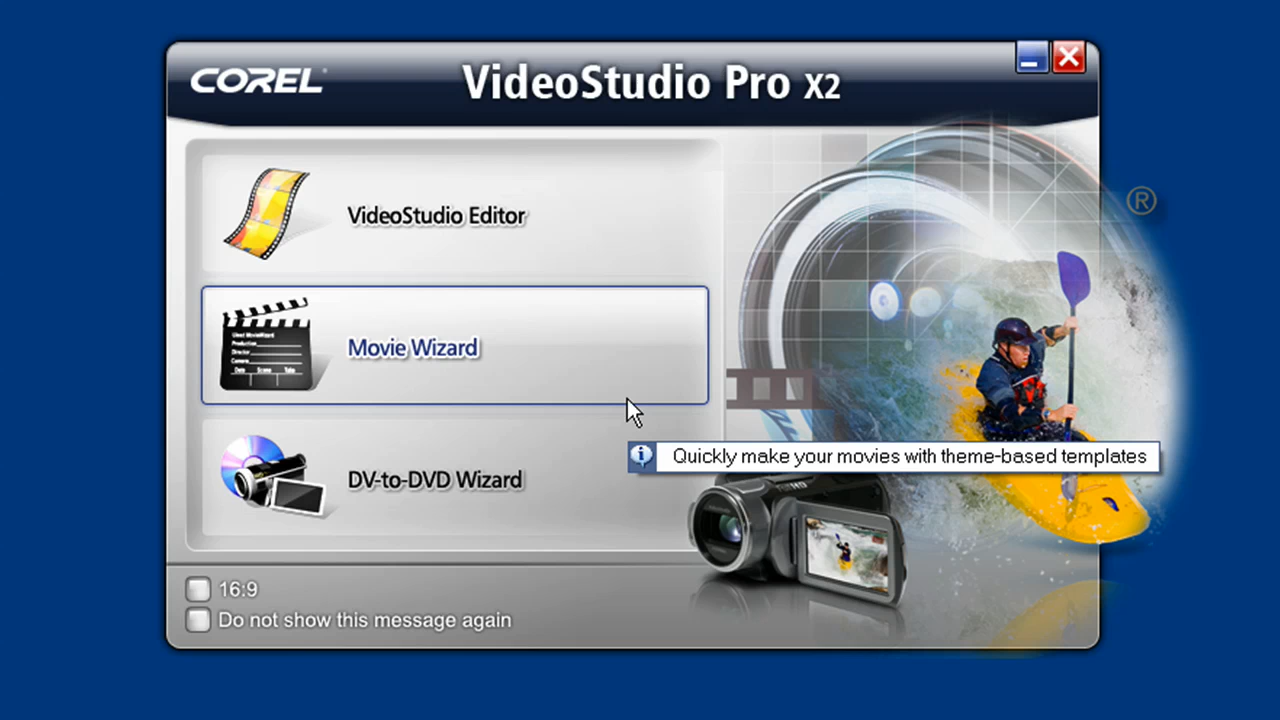 COREL
VideoStudio Pro X2
®
VideoStudio Editor
Movie Wizard
Quickly make your movies with theme-based templates
DV-to-DVD Wizard
16:9
Do not show this message again